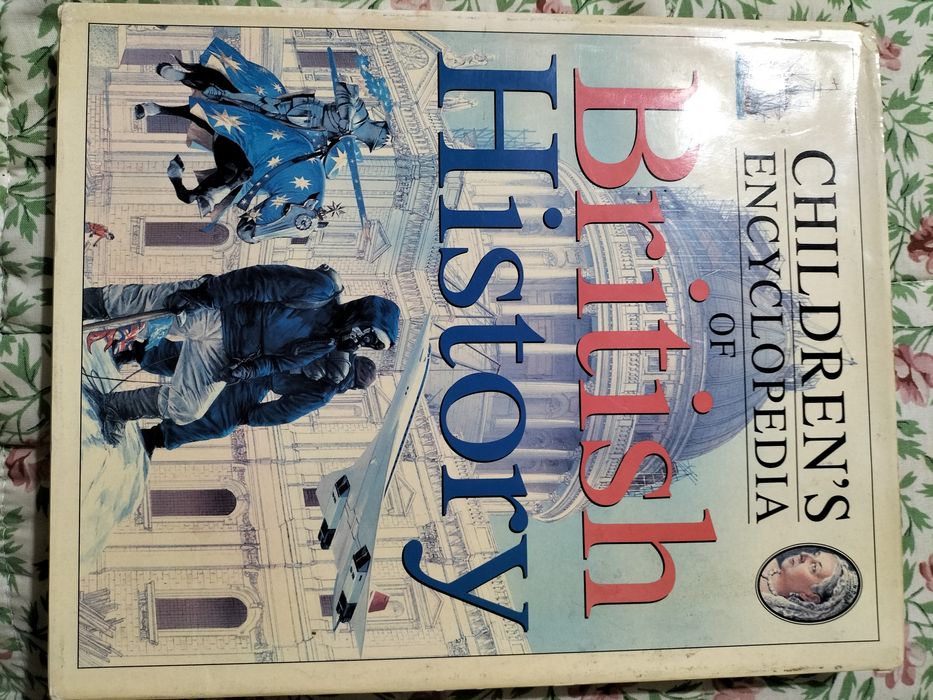 CHILDREN'S
ENCYCLOPEDIA
OF
British
History